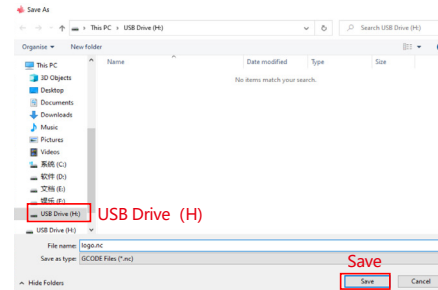 Save As
This PC › USB Drive (H:)
Search USB Drive (H:)
Organise
New folder
Name
Date modified
Type
Size
No items match your search.
This PC
3D Objects
Desktop
Documents
Downloads
Music
Pictures
Videos
系统 (C:)
软件 (D:)
文档 (E:)
娱乐 (F:)
USB Drive (H:)
USB Drive (H)
USB Drive (H:)
File name: logo.nc
Save as type: GCODE Files (*.nc)
Save
Hide Folders
Save
Cancel